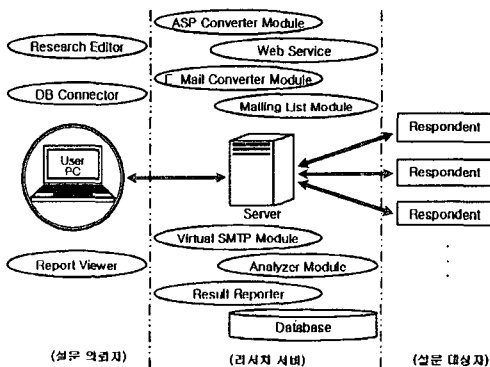 ASP Converter Module
Research Editor
Web Service
E_Mail Converter Module
DB Connector
Mailing List Module
Respondent
User
PC
Respondent
Server
Respondent
Virtual SMTP Module
Report Viewer
Analyzer Module
Result Reporter
Database
(설문 의뢰자)
(리서치 서버)
(설문 대상자)